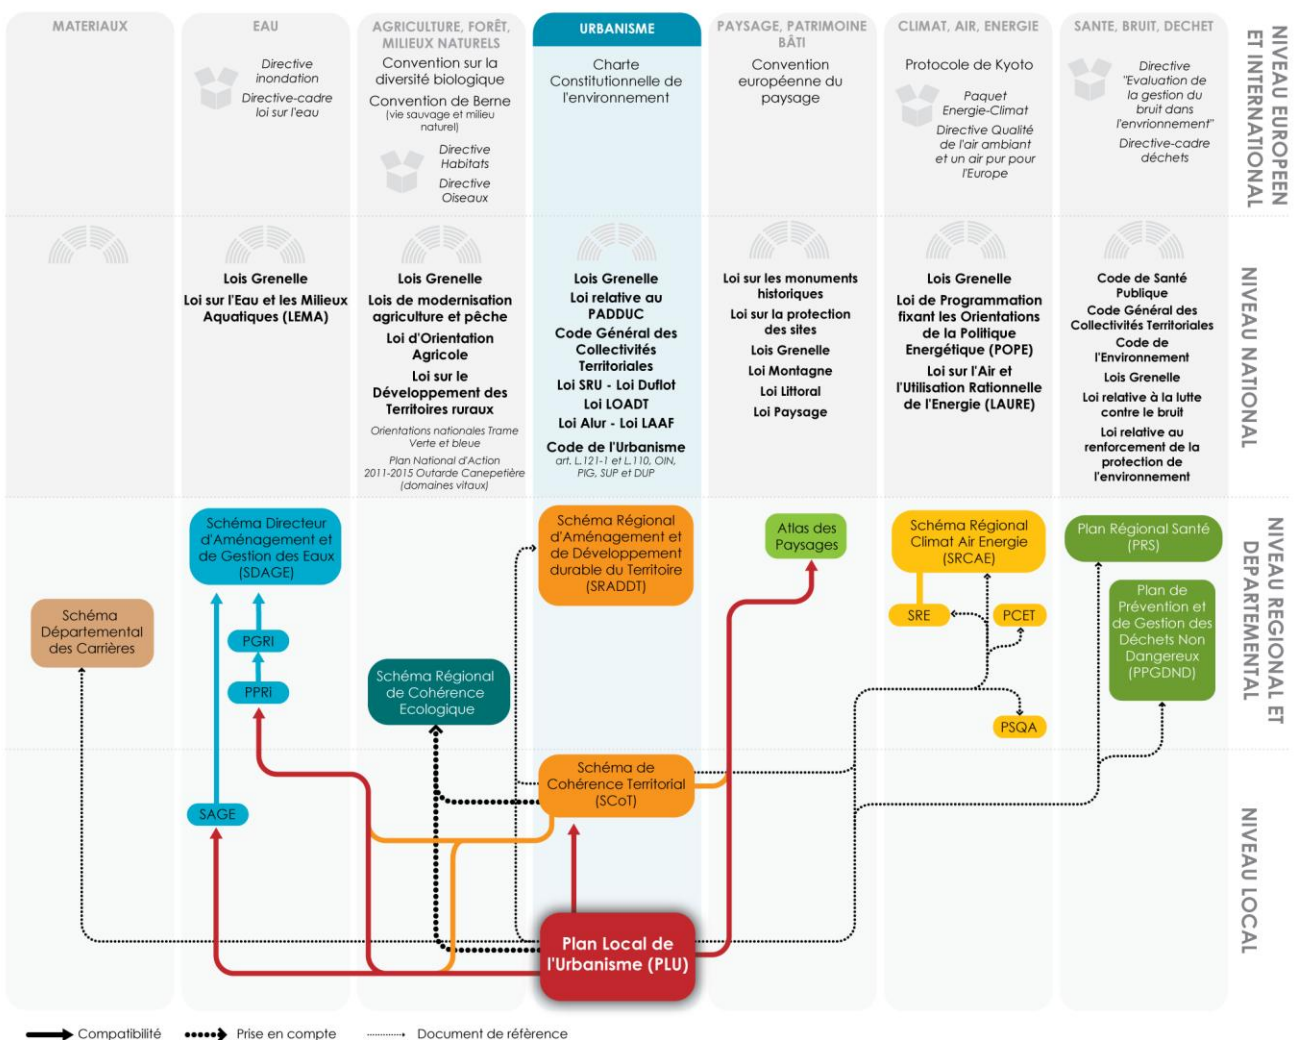 MATERIAUX
EAU
Directive
inondation
Directive-cadre
loi sur l'eau
AGRICULTURE, FORÊT,
MILIEUX NATURELS
Convention sur la
diversité biologique
Convention de Berne
(vie sauvage et milieu
naturel)
Directive
Habitats
Directive
Oiseaux
URBANISME
Charte
Constitutionnelle de
l'environnement
PAYSAGE, PATRIMOINE
BÂTI
Convention
européenne du
paysage
CLIMAT, AIR, ENERGIE
Protocole de Kyoto
Paquet
Energie-Climat
Directive Qualité
de l'air ambiant
et un air pur pour
l'Europe
SANTE, BRUIT, DECHET
Directive
"Evaluation de
la gestion du
bruit dans
l'envrionnement"
Directive-cadre
déchets
NIVEAU EUROPEEN
ET INTERNATIONAL
Lois Grenelle
Loi sur l'Eau et les Milieux
Aquatiques (LEMA)
Lois Grenelle
Lois de modernisation
agriculture et pêche
Loi d'Orientation
Agricole
Loi sur le
Développement des
Territoires ruraux
Orientations nationales Trame
Verte et bleue
Plan National d'Action
2011-2015 Outarde Canepetière
(domaines vitaux)
Lois Grenelle
Loi relative au
PADDUC
Code Général des
Collectivités
Territoriales
Loi SRU - Loi Duflot
Loi LOADT
Loi Alur - Loi LAAF
Code de l'Urbanisme
art. L.121-1 et L.110, OIN,
PIG, SUP et DUP
Loi sur les monuments
historiques
Loi sur la protection
des sites
Lois Grenelle
Loi Montagne
Loi Littoral
Loi Paysage
Lois Grenelle
Loi de Programmation
fixant les Orientations
de la Politique
Energétique (POPE)
Loi sur l'Air et
l'Utilisation Rationnelle
de l'Energie (LAURE)
Code de Santé
Publique
Code Général des
Collectivités Territoriales
Code de
l'Environnement
Lois Grenelle
Loi relative à la lutte
contre le bruit
Loi relative au
renforcement de la
protection de
l'environnement
NIVEAU NATIONAL
Schéma
Départemental
des Carrières
Schéma Directeur
d'Aménagement et
de Gestion des Eaux
(SDAGE)
PGRI
PPRi
Schéma Régional
de Cohérence
Ecologique
Schéma Régional
d'Aménagement et
de Développement
durable du Territoire
(SRADDT)
Atlas des
Paysages
Schéma Régional
Climat Air Energie
(SRCAE)
SRE
PCET
PSQA
Plan Régional Santé
(PRS)
Plan de
Prévention et
de Gestion des
Déchets Non
Dangereux
(PPGDND)
NIVEAU REGIONAL ET
DEPARTEMENTAL
SAGE
Schéma de
Cohérence Territorial
(SCoT)
Plan Local de
l'Urbanisme (PLU)
NIVEAU LOCAL
Compatibilité
Prise en compte
Document de référence